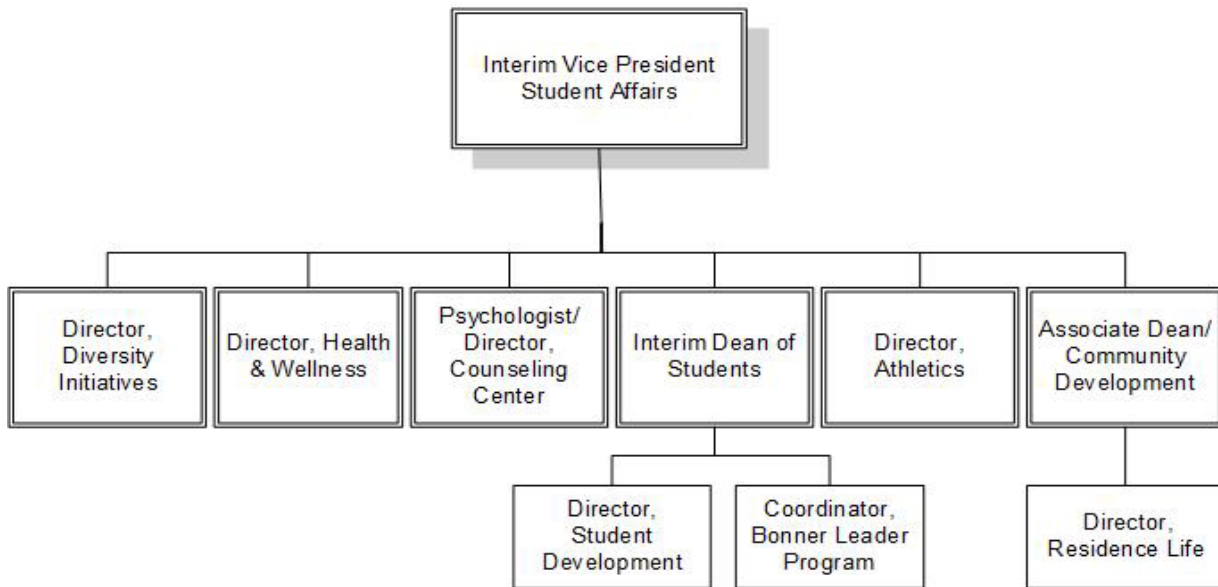 Interim Vice President
Student Affairs
Director,
Diversity
Initiatives
Director, Health
& Wellness
Psychologist/
Director,
Counseling
Center
Interim Dean of
Students
Director,
Athletics
Associate Dean/
Community
Development
Director,
Student
Development
Coordinator,
Bonner Leader
Program
Director,
Residence Life